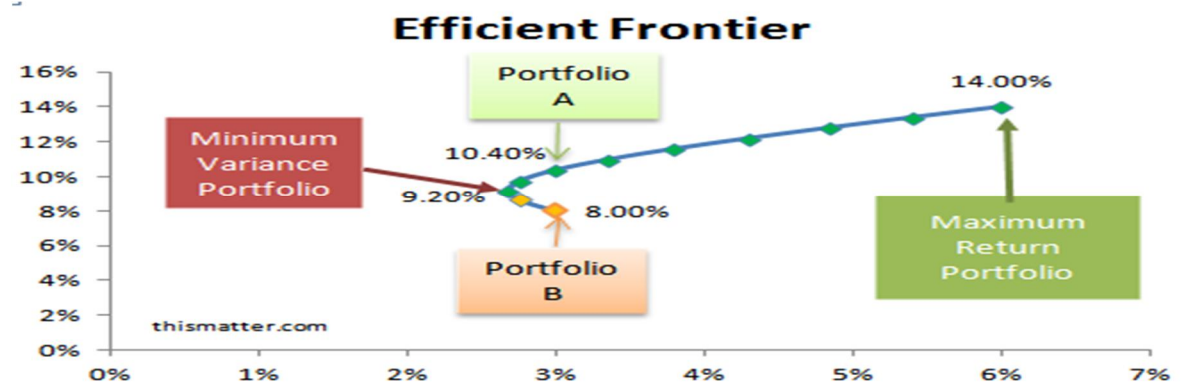 Efficient Frontier
16%
14%
12%
10%
8%
6%
4%
2%
0%
0%
1%
2%
3%
4%
5%
6%
7%
Minimum
Variance
Portfolio
Portfolio
A
10.40%
9.20%
8.00%
Portfolio
B
14.00%
Maximum
Return
Portfolio
thismatter.com